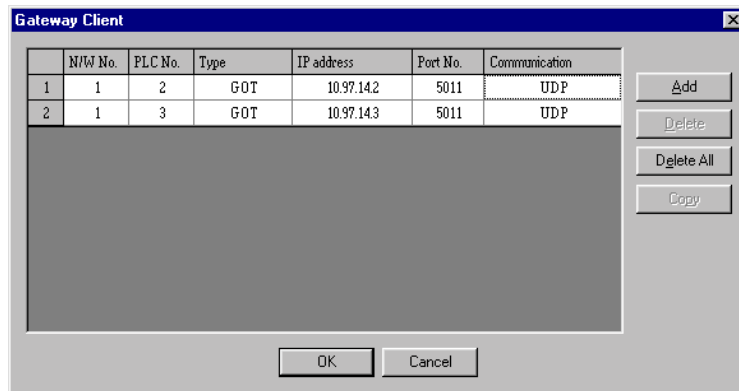 Gateway Client
N/W No. PLC No. Type IP address Port No. Communication
1 1 2 GOT 10.97.14.2 5011 UDP
2 1 3 GOT 10.97.14.3 5011 UDP
Add
Delete
Delete All
Copy
OK Cancel